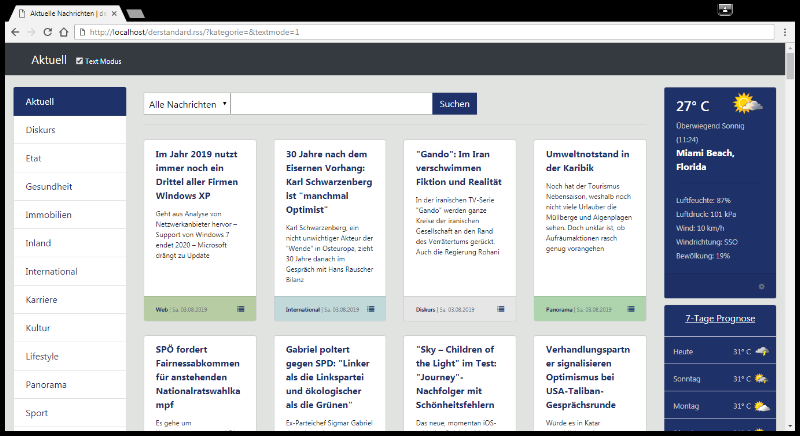 Aktuelle Nachrichten | de
http://localhost/derstandard.rss/?kategorie=&textmode=1
Aktuell
Text Modus
Aktuell
Diskurs
Etat
Gesundheit
Immobilien
Inland
International
Karriere
Kultur
Lifestyle
Panorama
Sport
Alle Nachrichten
Suchen
Im Jahr 2019 nutzt
immer noch ein
Drittel aller Firmen
Windows XP
Geht aus Analyse von
Netzwerkanbieter hervor –
Support von Windows 7
endet 2020 – Microsoft
drängt zu Update
Web | Sa. 03.08.2019
30 Jahre nach dem
Eisernen Vorhang:
Karl Schwarzenberg
ist "manchmal
Optimist"
Karl Schwarzenberg, ein
nicht unwichtiger Akteur der
"Wende" in Osteuropa, zieht
30 Jahre danach im
Gespräch mit Hans Rauscher
Bilanz
International | Sa. 03.08.2019
"Gando": Im Iran
verschwimmen
Fiktion und Realität
In der iranischen TV-Serie
"Gando" werden ganze
Kreise der iranischen
Gesellschaft an den Rand
des Verrätertums gerückt.
Auch die Regierung Rohani
Diskurs | Sa. 03.08.2019
Umweltnotstand in
der Karibik
Noch hat der Tourismus
Nebensaison, weshalb noch
nicht viele Urlauber die
Müllberge und Algenplagen
sehen. Doch unklar ist, ob
Aufräumaktionen rasch
genug vorangehen
Panorama | Sa. 03.08.2019
SPÖ fordert
Fairnessabkommen
für anstehenden
Nationalratswahlka
mpf
Es gehe um
Gabriel poltert
gegen SPD: "Linker
als die Linkspartei
und ökologischer
als die Grünen"
Ex-Parteichef Sigmar Gabriel
"Sky – Children of
the Light" im Test:
"Journey"-
Nachfolger mit
Schönheitsfehlern
Das neue, momentan iOS-
Verhandlungspartn
er signalisieren
Optimismus bei
USA-Taliban-
Gesprächsrunde
Würde es in Katar
27° C
Überwiegend Sonnig
(11:24)
Miami Beach,
Florida
Luftfeuchte: 87%
Luftdruck: 101 kPa
Wind: 10 km/h
Windrichtung: SSO
Bewölkung: 19%
7-Tage Prognose
Heute 31° C
Sonntag 31° C
Montag 31° C